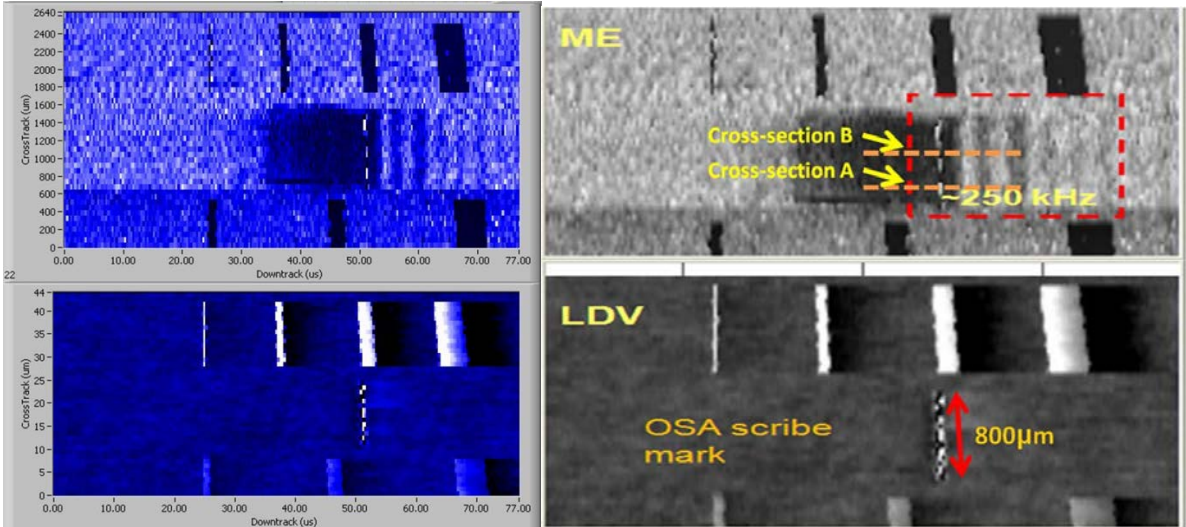 2640
2400
2200
2000
1800
1600
1400
1200
1000
800
600
400
200
0
CrossTrack (um)
0.00 10.00 20.00 30.00 40.00 50.00 60.00 70.00 77.00
Downtrack (us)
22
44
40
35
30
25
20
15
10
5
0
CrossTrack (um)
0.00 10.00 20.00 30.00 40.00 50.00 60.00 70.00 77.00
Downtrack (us)
ME
Cross-section B
Cross-section A
~250 kHz
LDV
OSA scribe
mark
800µm